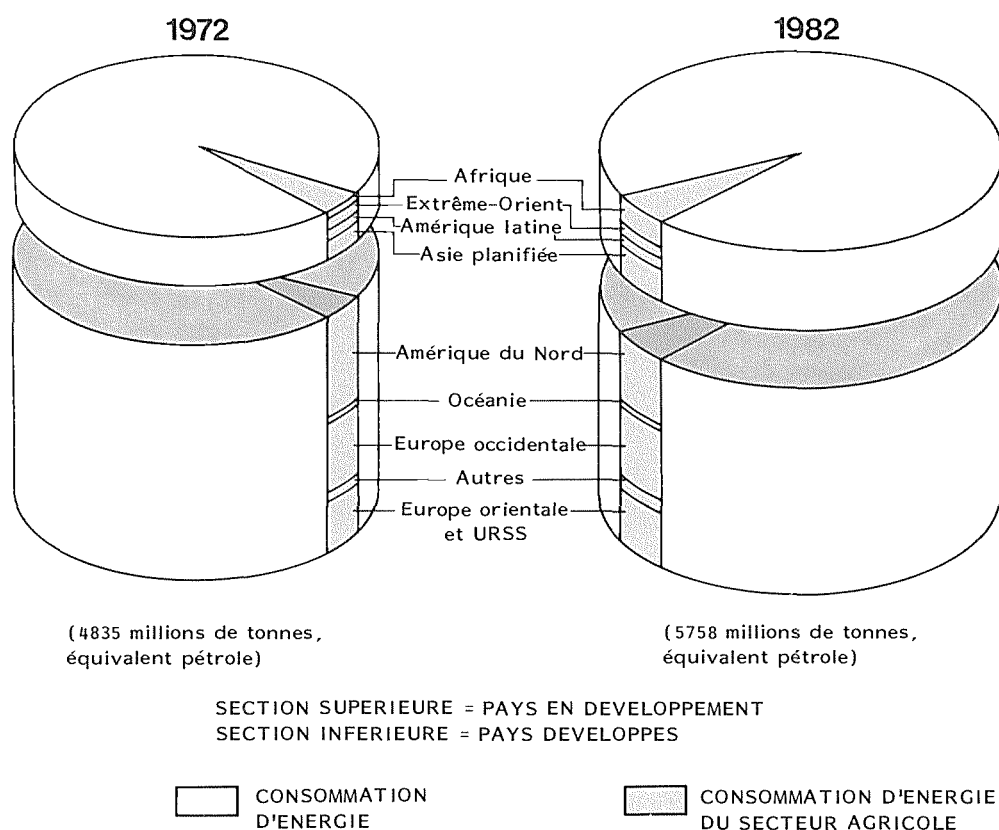 1972
1982
Afrique
Extrême-Orient
Amérique latine
Asie planifiée
Amérique du Nord
Océanie
Europe occidentale
Autres
Europe orientale
et URSS
(4835 millions de tonnes,
équivalent pétrole)
(5758 millions de tonnes,
équivalent pétrole)
SECTION SUPERIEURE = PAYS EN DEVELOPPEMENT
SECTION INFERIEURE = PAYS DEVELOPPES
CONSOMMATION
D'ENERGIE
CONSOMMATION D'ENERGIE
DU SECTEUR AGRICOLE